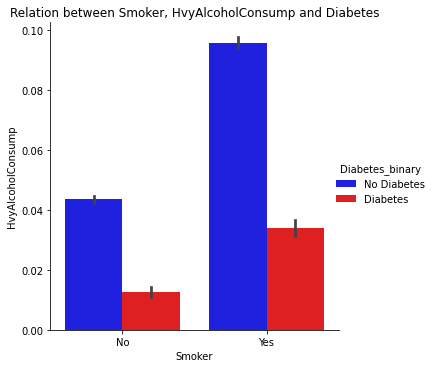 Relation between Smoker, HvyAlcoholConsump and Diabetes
0.10
0.08
0.06
0.04
0.02
0.00
HvyAlcoholConsump
No
Yes
Smoker
Diabetes_binary
No Diabetes
Diabetes